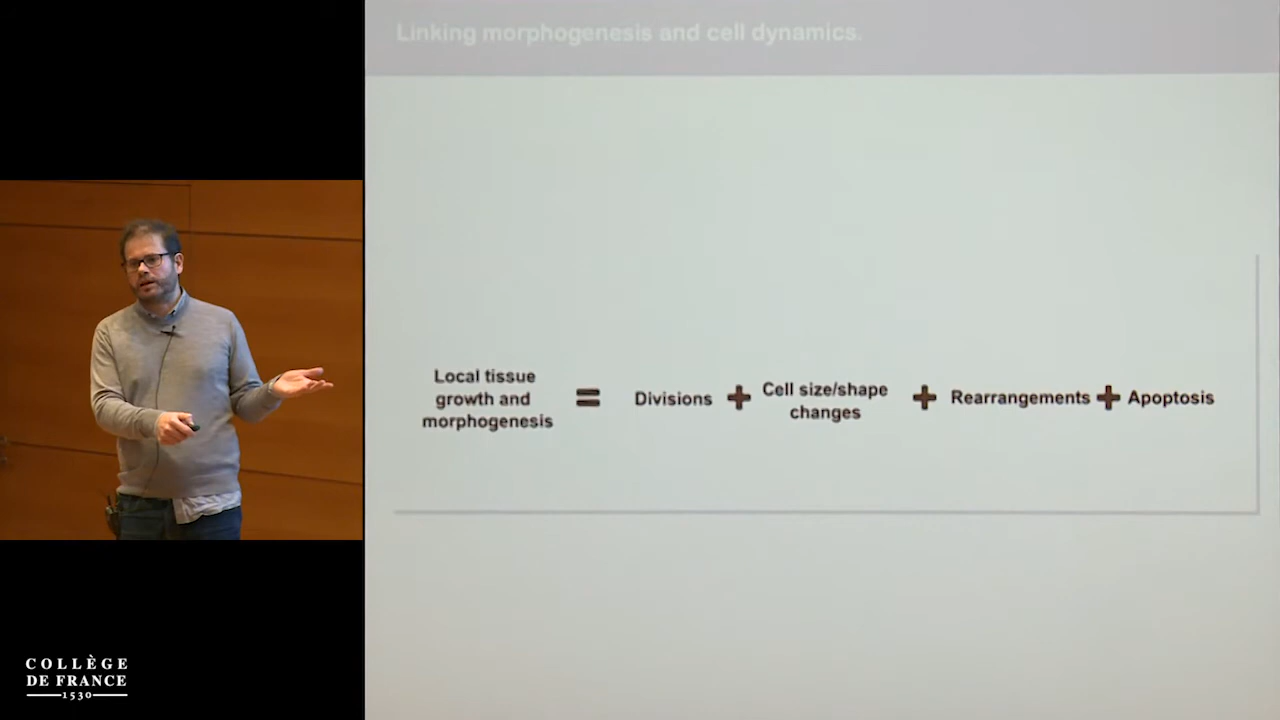 Linking morphogenesis and cell dynamics.
Local tissue
growth and
morphogenesis
=
Divisions
+
Cell size/shape
changes
+
Rearrangements
+
Apoptosis
COLLÈGE
DE FRANCE
1530